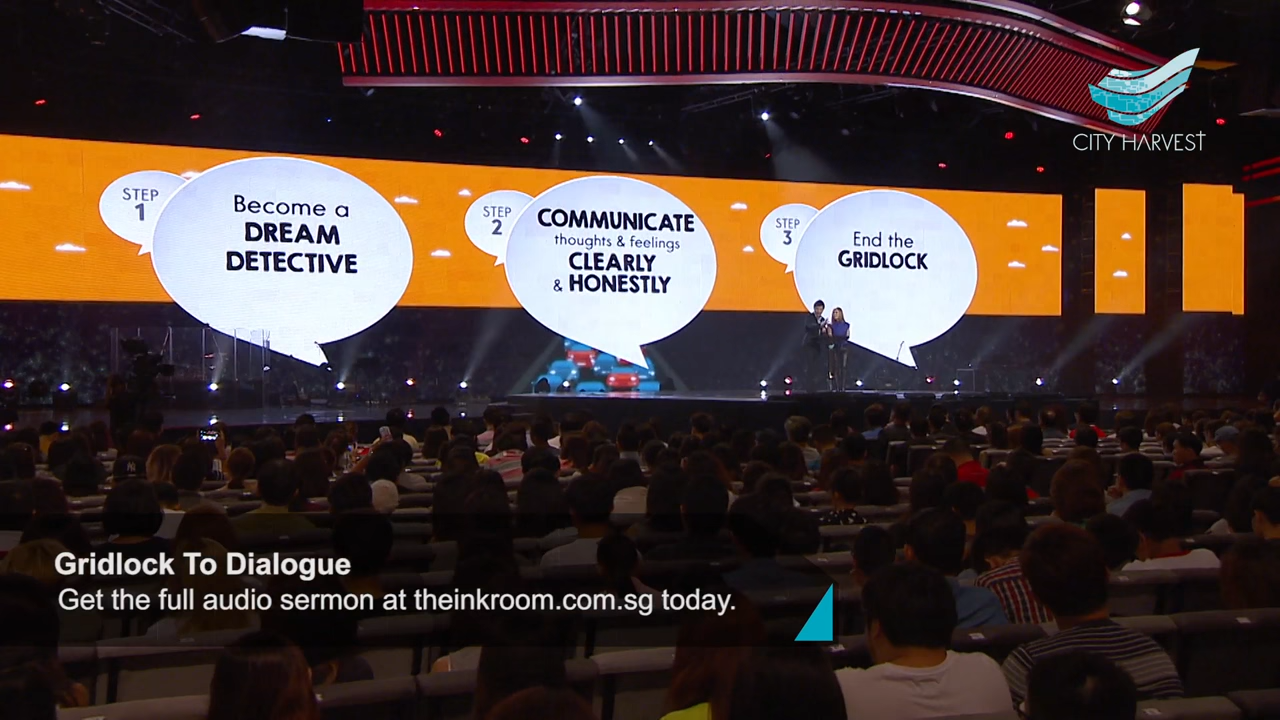 CITY HARVEST
STEP
1
Become a
DREAM
DETECTIVE
STEP
2
COMMUNICATE
thoughts & feelings
CLEARLY
& HONESTLY
STEP
3
End the
GRIDLOCK
Gridlock To Dialogue
Get the full audio sermon at theinkroom.com.sg today.